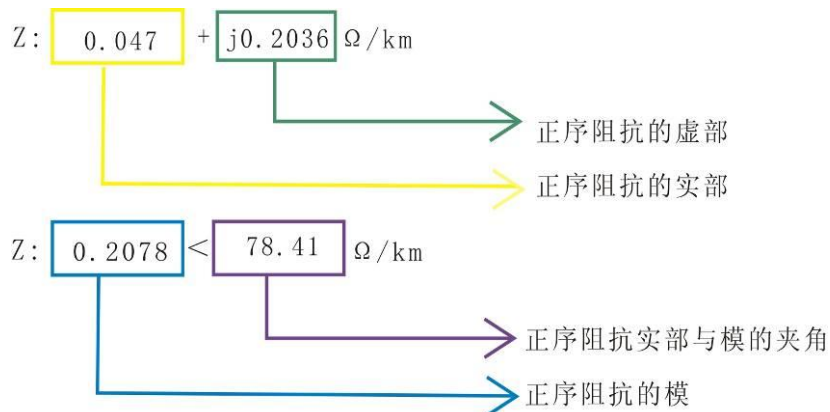 Z: 0.047 + j0.2036 Ω/km
正序阻抗的虚部
正序阻抗的实部
Z: 0.2078 < 78.41 Ω/km
正序阻抗实部与模的夹角
正序阻抗的模